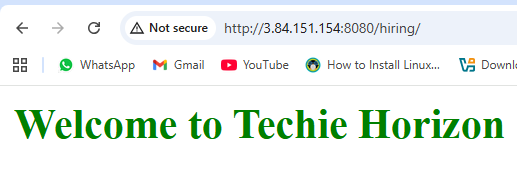 Not secure http://3.84.151.154:8080/hiring/
WhatsApp Gmail YouTube How to Install Linux... Downl
Welcome to Techie Horizon